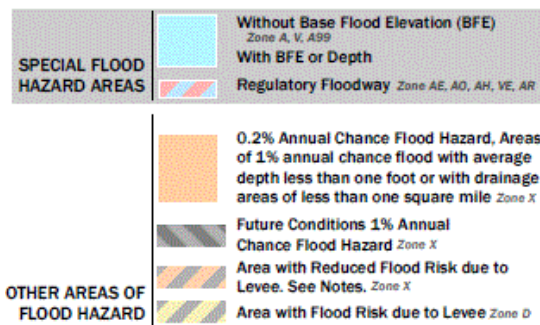 SPECIAL FLOOD
HAZARD AREAS
Without Base Flood Elevation (BFE)
Zone A, V, A99
With BFE or Depth
Regulatory Floodway Zone AE, AO, AH, VE, AR
OTHER AREAS OF
FLOOD HAZARD
0.2% Annual Chance Flood Hazard, Areas
of 1% annual chance flood with average
depth less than one foot or with drainage
areas of less than one square mile Zone X
Future Conditions 1% Annual
Chance Flood Hazard Zone X
Area with Reduced Flood Risk due to
Levee. See Notes. Zone X
Area with Flood Risk due to Levee Zone D